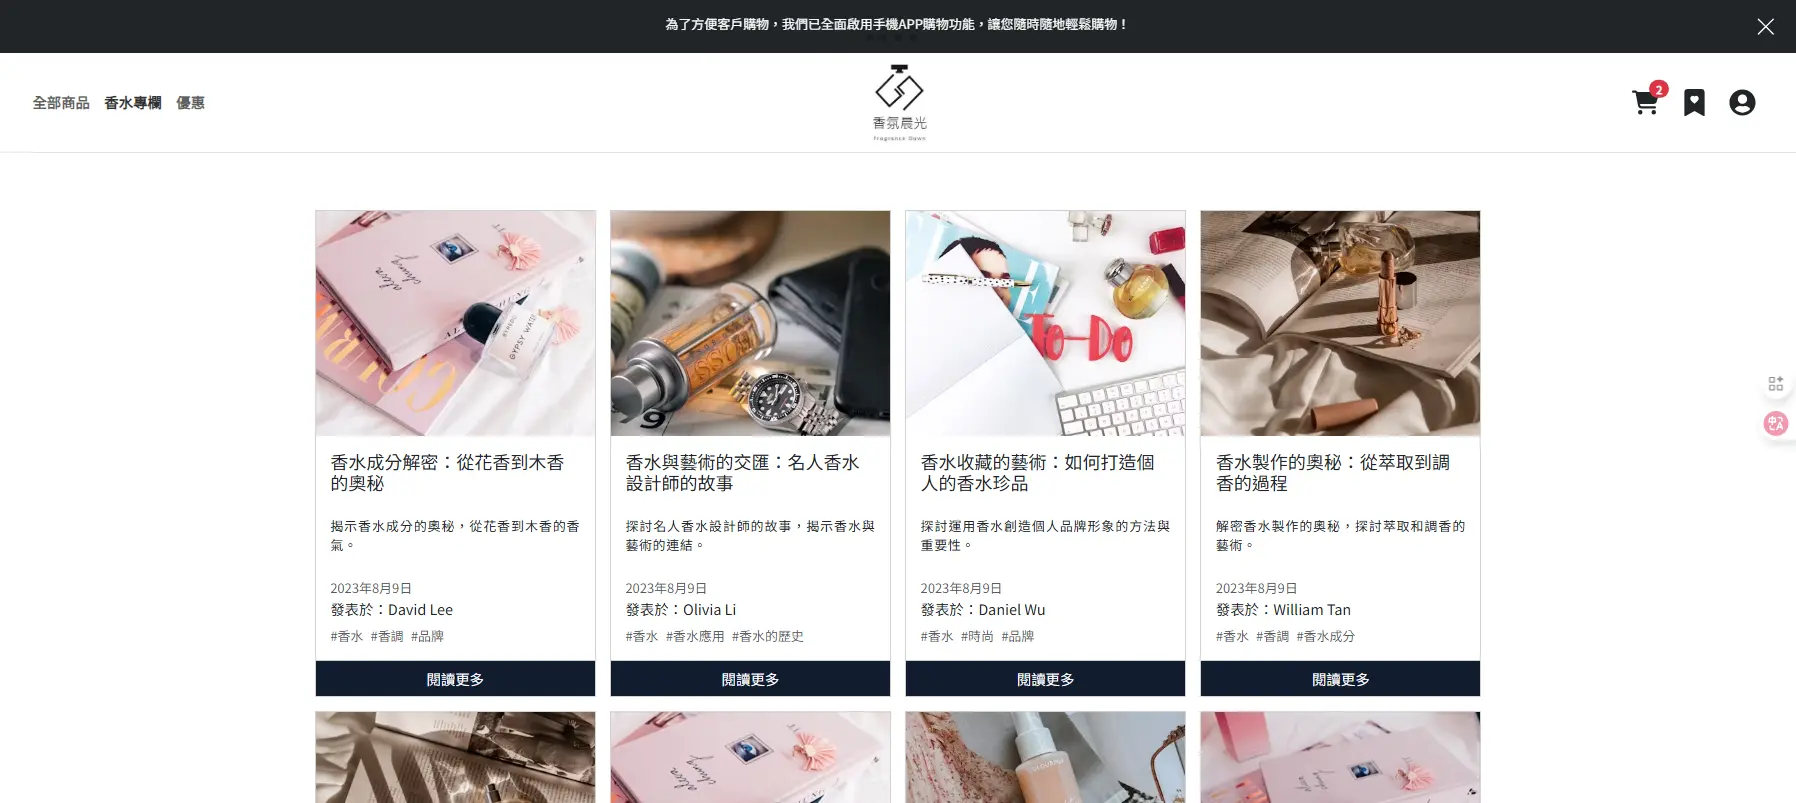 為了方便客戶購物，我們已全面啟用手機APP購物功能，讓您隨時隨地輕鬆購物！
全部商品 香水專欄 優惠
香氛晨光
Fragrance Dawn
2
香水成分解密：從花香到木香
的奧秘
揭示香水成分的奧秘，從花香到木香的香
氣。
2023年8月9日
發表於：David Lee
#香水 #香調 #品牌
閱讀更多
香水與藝術的交匯：名人香水
設計師的故事
探討名人香水設計師的故事，揭示香水與
藝術的連結。
2023年8月9日
發表於：Olivia Li
#香水 #香水應用 #香水的歷史
閱讀更多
To-Do
香水收藏的藝術：如何打造個
人的香水珍品
探討運用香水創造個人品牌形象的方法與
重要性。
2023年8月9日
發表於：Daniel Wu
#香水 #時尚 #品牌
閱讀更多
香水製作的奧秘：從萃取到調
香的過程
解密香水製作的奧秘，探討萃取和調香的
藝術。
2023年8月9日
發表於：William Tan
#香水 #香調 #香水成分
閱讀更多